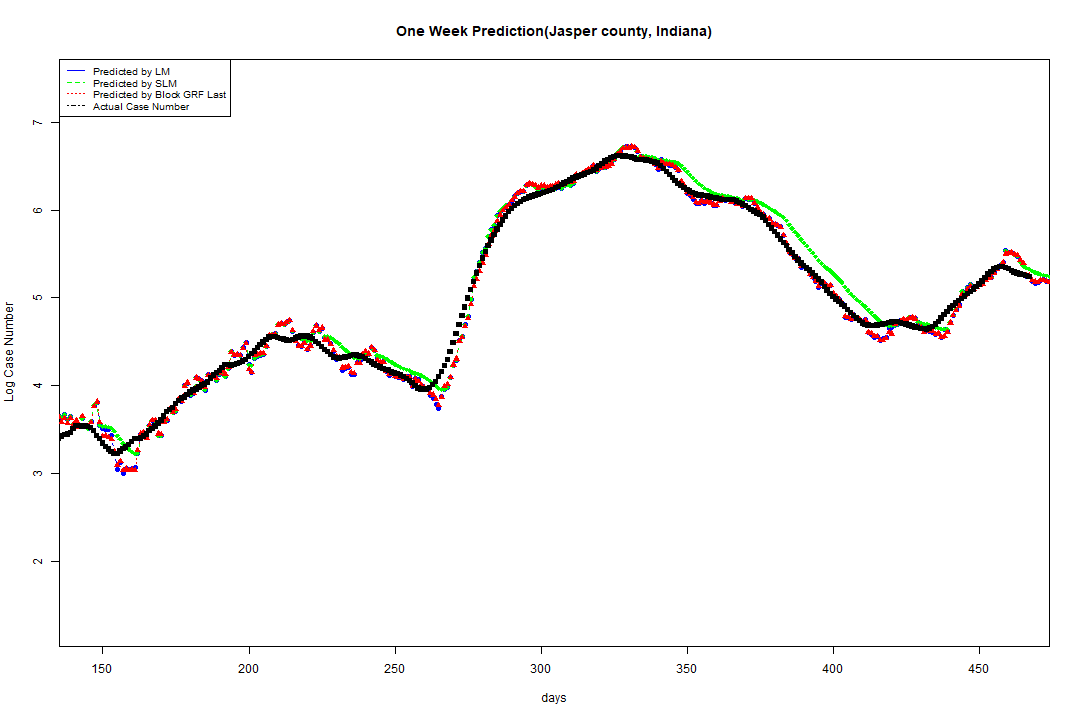 One Week Prediction(Jasper county, Indiana)
Predicted by LM
Predicted by SLM
Predicted by Block GRF Last
Actual Case Number
7
6
5
4
3
2
Log Case Number
150 200 250 300 350 400 450
days